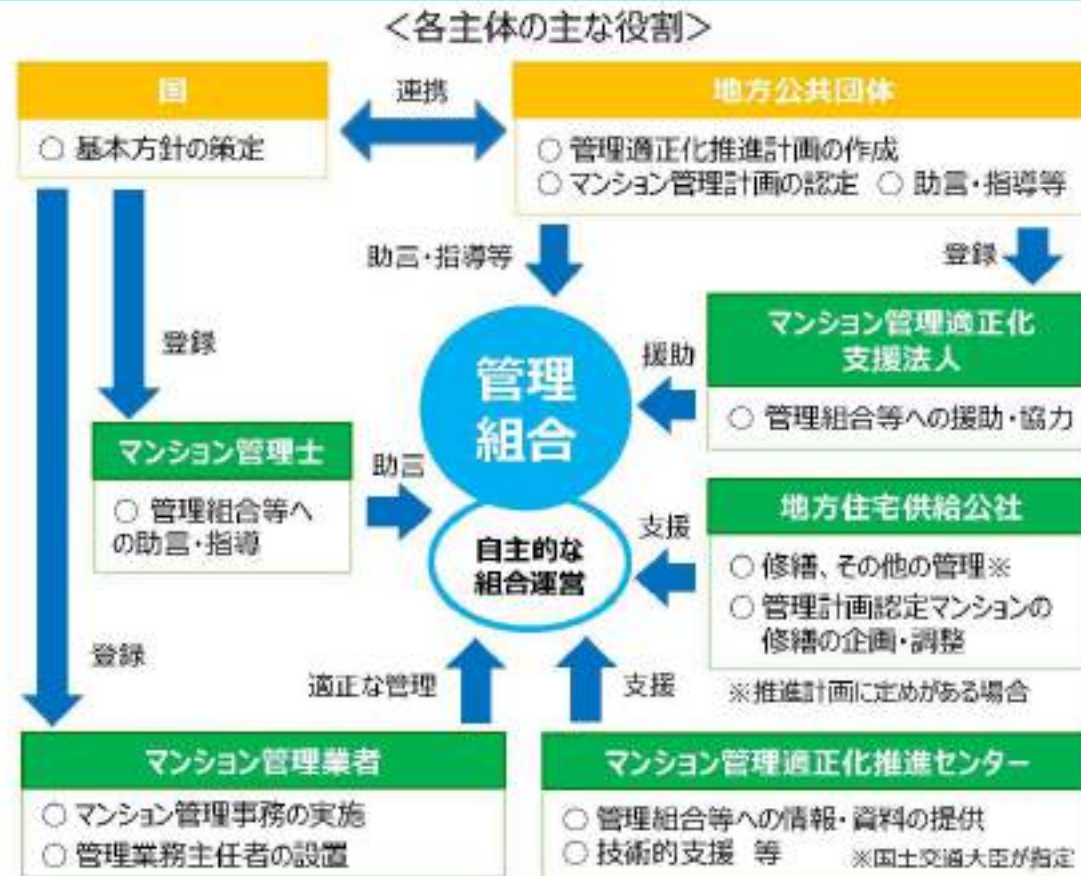 ＜各主体の主な役割＞
国
○ 基本方針の策定
連携
地方公共団体
○ 管理適正化推進計画の作成
○ マンション管理計画の認定 ○ 助言・指導等
助言・指導等
登録
登録
管理
組合
援助
マンション管理適正化
支援法人
○ 管理組合等への援助・協力
マンション管理士
○ 管理組合等へ
の助言・指導
助言
自主的な
組合運営
支援
地方住宅供給公社
○ 修繕、その他の管理※
○ 管理計画認定マンションの
修繕の企画・調整
※推進計画に定めがある場合
登録
適正な管理
支援
マンション管理業者
○ マンション管理事務の実施
○ 管理業務主任者の設置
マンション管理適正化推進センター
○ 管理組合等への情報・資料の提供
○ 技術的支援 等 ※国土交通大臣が指定